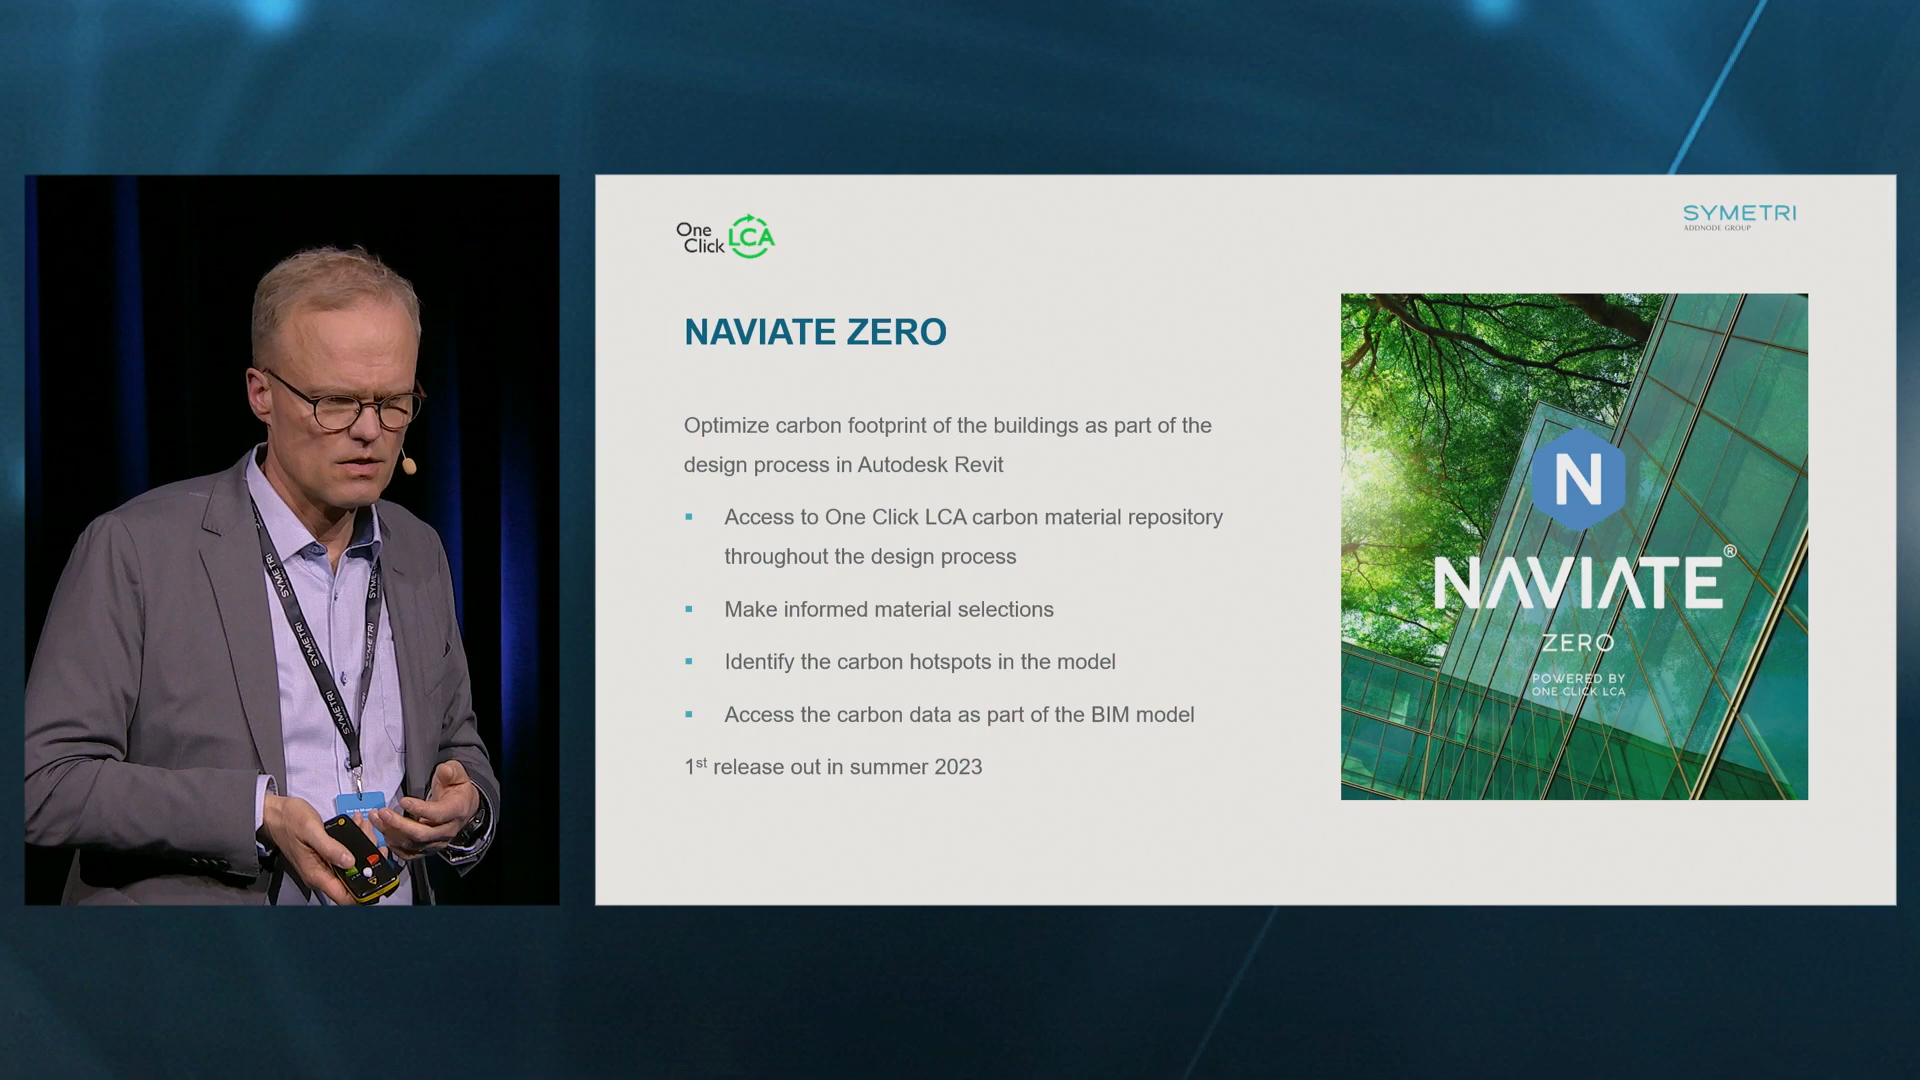 One
Click LCA
SYMETRI
ADDNODE GROUP
NAVIATE ZERO
Optimize carbon footprint of the buildings as part of the
design process in Autodesk Revit
▪ Access to One Click LCA carbon material repository
throughout the design process
▪ Make informed material selections
▪ Identify the carbon hotspots in the model
▪ Access the carbon data as part of the BIM model
1st release out in summer 2023
N
NAVIATE®
ZERO
POWERED BY
ONE CLICK LCA
SYMETRI
SYMETRI
SYMETRI
SYMETRI
SYMETRI